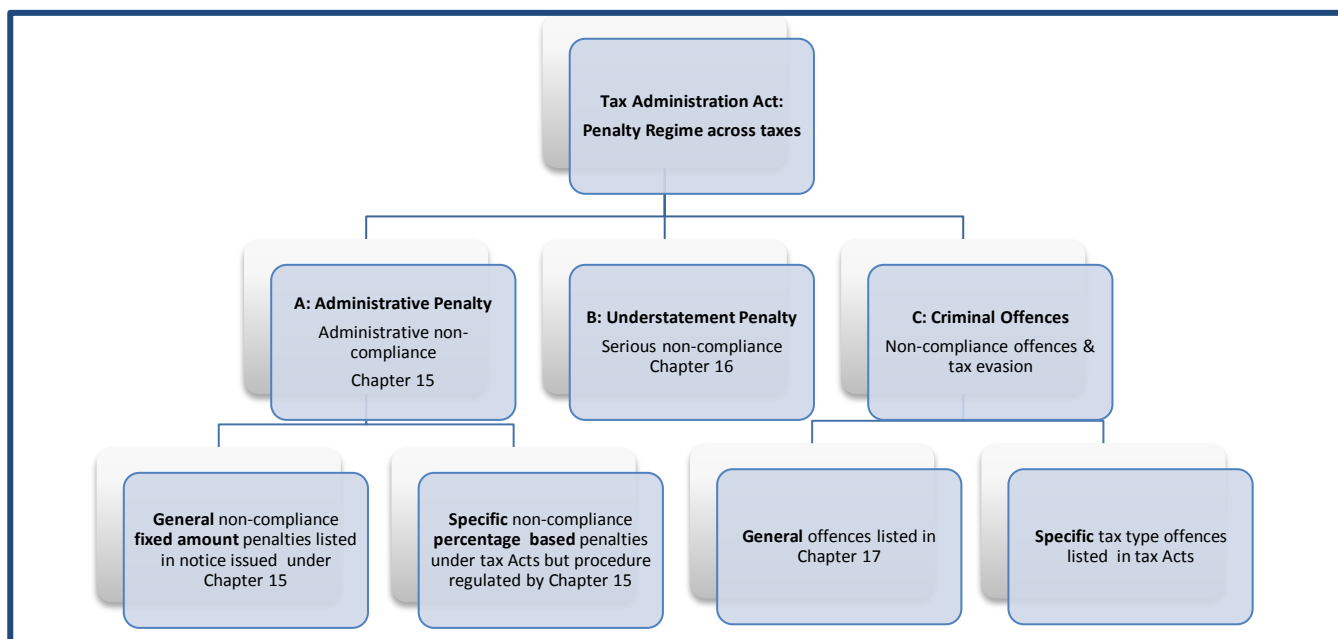 Tax Administration Act:
Penalty Regime across taxes
A: Administrative Penalty
Administrative non-
compliance
Chapter 15
B: Understatement Penalty
Serious non-compliance
Chapter 16
C: Criminal Offences
Non-compliance offences &
tax evasion
General non-compliance
fixed amount penalties listed
in notice issued under
Chapter 15
Specific non-compliance
percentage based penalties
under tax Acts but procedure
regulated by Chapter 15
General offences listed in
Chapter 17
Specific tax type offences
listed in tax Acts